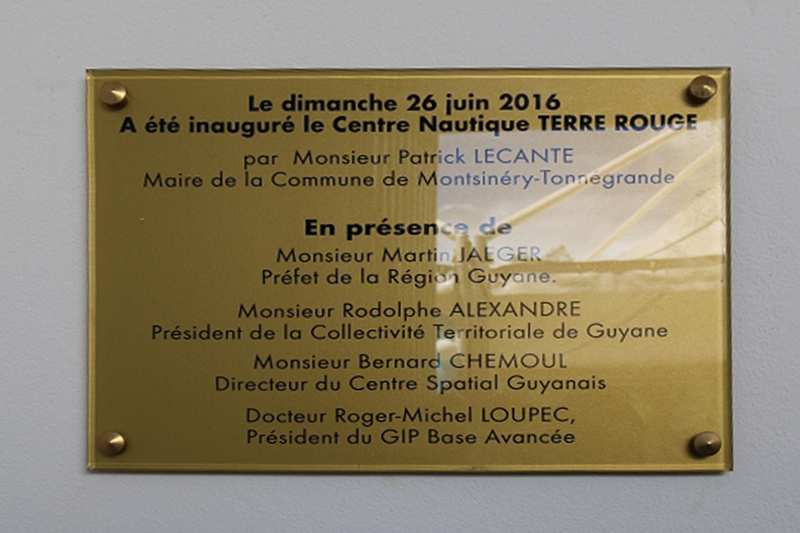 Le dimanche 26 juin 2016
A été inauguré le Centre Nautique TERRE ROUGE
par Monsieur Patrick LECANTE
Maire de la Commune de Montsinéry-Tonnegrande
En présence de
Monsieur Martin JAEGER
Préfet de la Région Guyane.
Monsieur Rodolphe ALEXANDRE
Président de la Collectivité Territoriale de Guyane
Monsieur Bernard CHEMOUL
Directeur du Centre Spatial Guyanais
Docteur Roger-Michel LOUPEC,
Président du GIP Base Avancée